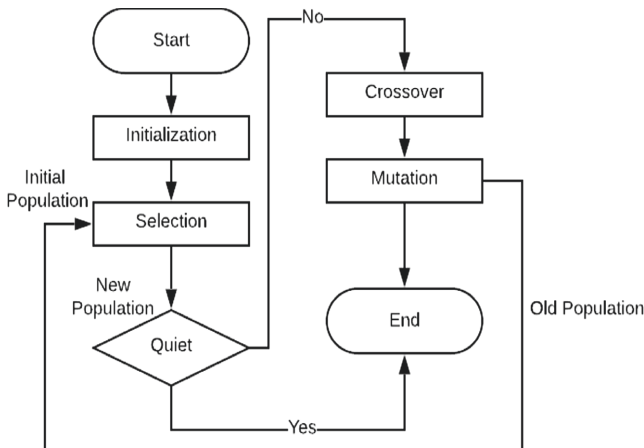 Start
No
Crossover
Initialization
Initial
Population
Mutation
Selection
New
Population
Quiet
End
Old Population
Yes